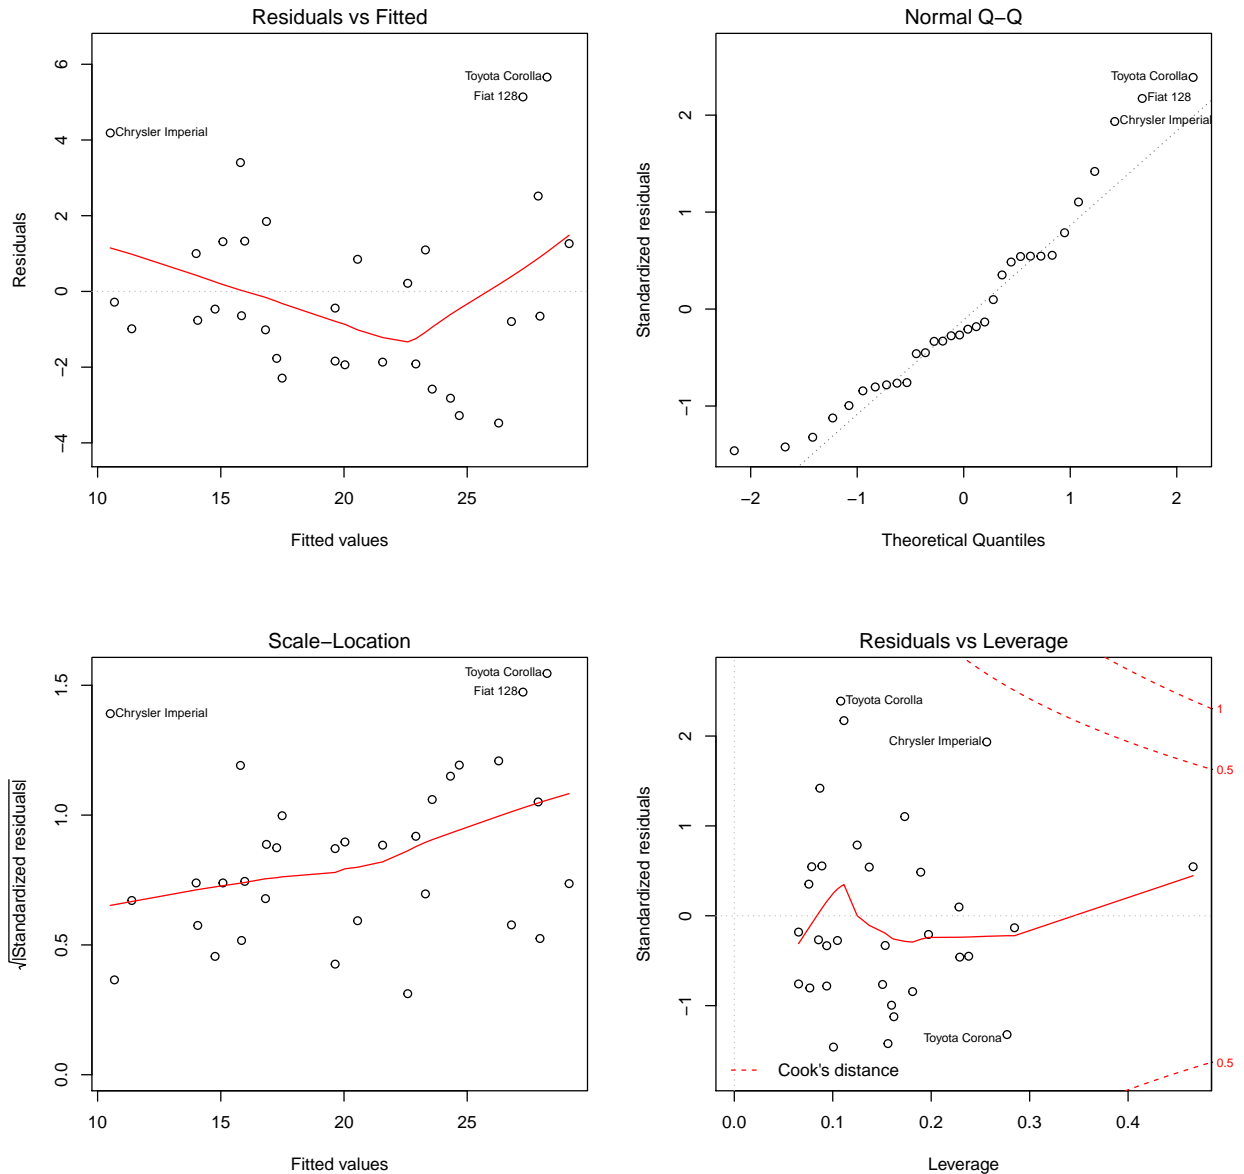 Residuals vs Fitted
Residuals
6
4
2
0
−2
−4
Toyota Corolla
Fiat 128
Chrysler Imperial
10 15 20 25
Fitted values
Normal Q−Q
Standardized residuals
2
1
0
−1
Toyota Corolla
Fiat 128
Chrysler Imperial
−2 −1 0 1 2
Theoretical Quantiles
Scale−Location
√|Standardized residuals|
1.5
1.0
0.5
0.0
Toyota Corolla
Fiat 128
Chrysler Imperial
10 15 20 25
Fitted values
Residuals vs Leverage
Standardized residuals
2
1
0
−1
Toyota Corolla
Chrysler Imperial
Toyota Corona
1
0.5
0.5
Cook's distance
0.0 0.1 0.2 0.3 0.4
Leverage